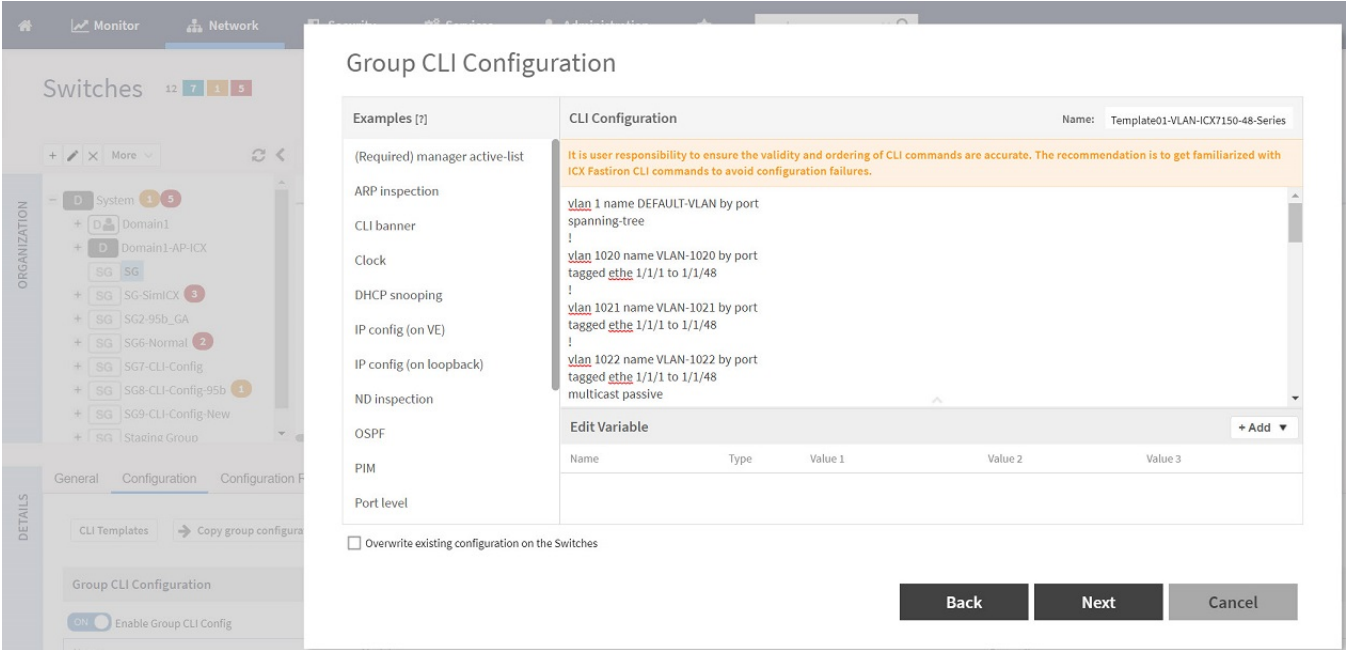 Monitor
Network
Group CLI Configuration
Switches 12 7 1 5
Examples [?]
CLI Configuration
Name: Template01-VLAN-ICX7150-48-Series
+ More
It is user responsibility to ensure the validity and ordering of CLI commands are accurate. The recommendation is to get familiarized with
ICX Fastiron CLI commands to avoid configuration failures.
ORGANIZATION
D System 1 5
+ D Domain1
+ D Domain1-AP-ICX
SG SG
+ SG SG-SimICX 3
+ SG SG2-95b_GA
+ SG SG6-Normal 2
+ SG SG7-CLI-Config
+ SG SG8-CLI-Config-95b 1
+ SG SG9-CLI-Config-New
+ SG Staging Group
(Required) manager active-list
ARP inspection
CLI banner
Clock
DHCP snooping
IP config (on VE)
IP config (on loopback)
ND inspection
OSPF
PIM
Port level
vlan 1 name DEFAULT-VLAN by port
spanning-tree
!
vlan 1020 name VLAN-1020 by port
tagged ethe 1/1/1 to 1/1/48
!
vlan 1021 name VLAN-1021 by port
tagged ethe 1/1/1 to 1/1/48
!
vlan 1022 name VLAN-1022 by port
tagged ethe 1/1/1 to 1/1/48
multicast passive
Edit Variable
+ Add
Name Type Value 1 Value 2 Value 3
Overwrite existing configuration on the Switches
DETAILS
General Configuration Configuration
CLI Templates Copy group configura
Group CLI Configuration
ON Enable Group CLI Config
Back Next Cancel